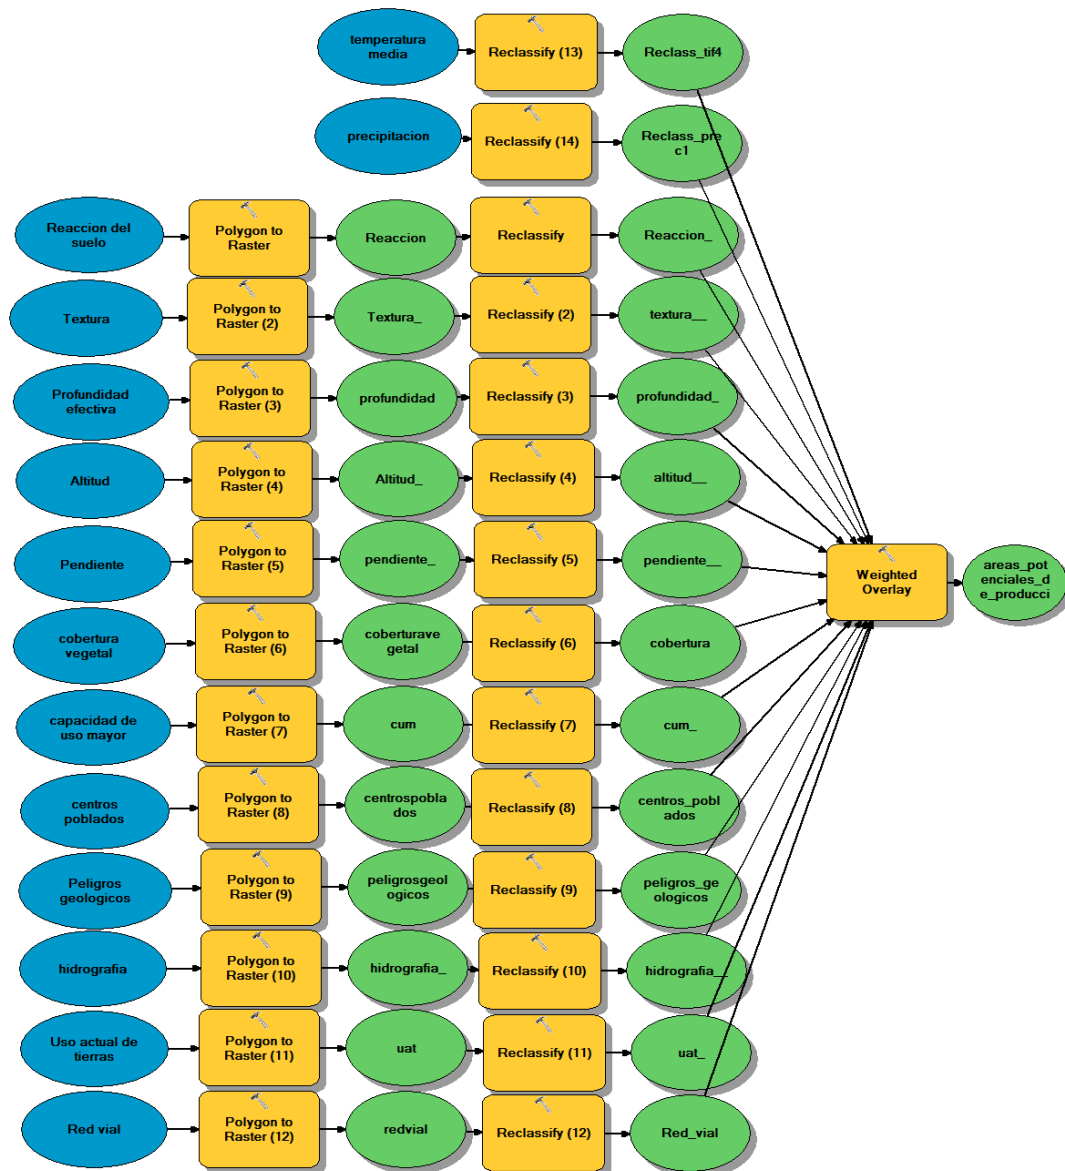 temperatura
media
Reclassify (13)
Reclass_tif4
precipitacion
Reclassify (14)
Reclass_pre
c1
Reaccion del
suelo
Polygon to
Raster
Reaccion
Reclassify
Reaccion_
Textura
Polygon to
Raster (2)
Textura_
Reclassify (2)
textura__
Profundidad
efectiva
Polygon to
Raster (3)
profundidad
Reclassify (3)
profundidad_
Altitud
Polygon to
Raster (4)
Altitud_
Reclassify (4)
altitud__
Pendiente
Polygon to
Raster (5)
pendiente_
Reclassify (5)
pendiente__
Weighted
Overlay
areas_pot
enciales_d
e_producci
cobertura
vegetal
Polygon to
Raster (6)
coberturave
getal
Reclassify (6)
cobertura
capacidad de
uso mayor
Polygon to
Raster (7)
cum
Reclassify (7)
cum_
centros
poblados
Polygon to
Raster (8)
centrospobla
dos
Reclassify (8)
centros_pobl
ados
Peligros
geologicos
Polygon to
Raster (9)
peligrosgeol
ogicos
Reclassify (9)
peligros_ge
ologicos
hidrografia
Polygon to
Raster (10)
hidrografia_
Reclassify (10)
hidrografia__
Uso actual de
tierras
Polygon to
Raster (11)
uat
Reclassify (11)
uat_
Red vial
Polygon to
Raster (12)
redvial
Reclassify (12)
Red_vial